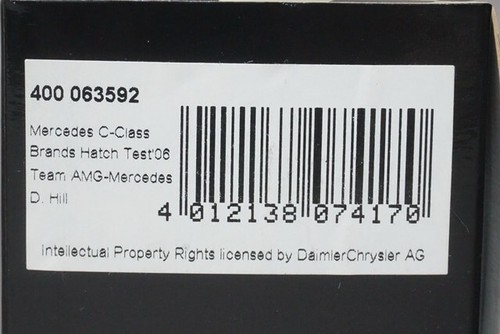 400 063592
Mercedes C-Class
Brands Hatch Test'06
Team AMG-Mercedes
D. Hill
4 012138 074170
Intellectual Property Rights licensed by DaimlerChrysler AG